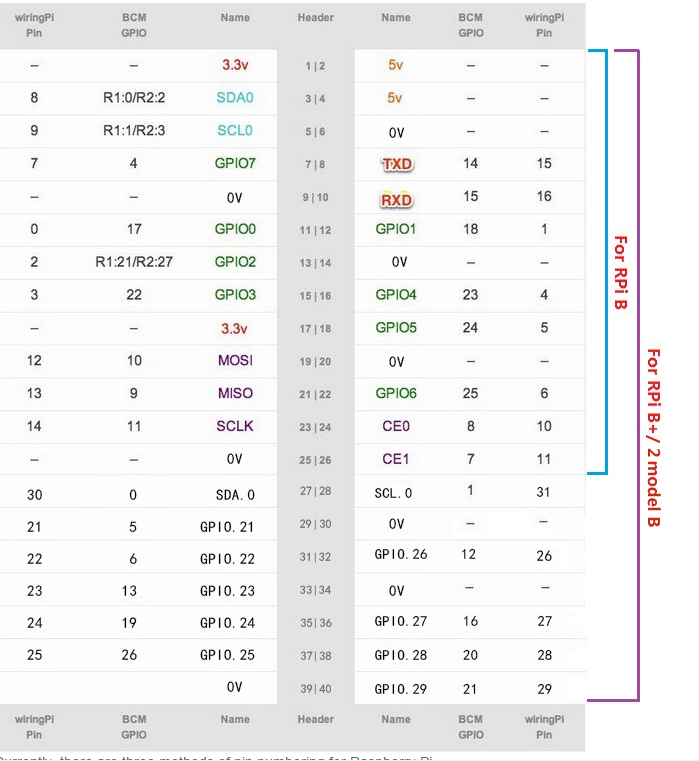 wiringPi Pin BCM GPIO Name Header Name BCM GPIO wiringPi Pin
– – 3.3v 1|2 5v – –
8 R1:0/R2:2 SDA0 3|4 5v – –
9 R1:1/R2:3 SCL0 5|6 0V – –
7 4 GPIO7 7|8 TXD 14 15
– – 0V 9|10 RXD 15 16
0 17 GPIO0 11|12 GPIO1 18 1
2 R1:21/R2:27 GPIO2 13|14 0V – –
3 22 GPIO3 15|16 GPIO4 23 4
– – 3.3v 17|18 GPIO5 24 5
12 10 MOSI 19|20 0V – –
13 9 MISO 21|22 GPIO6 25 6
14 11 SCLK 23|24 CE0 8 10
– – 0V 25|26 CE1 7 11
30 0 SDA.0 27|28 SCL.0 1 31
21 5 GPIO.21 29|30 0V – –
22 6 GPIO.22 31|32 GPIO.26 12 26
23 13 GPIO.23 33|34 0V – –
24 19 GPIO.24 35|36 GPIO.27 16 27
25 26 GPIO.25 37|38 GPIO.28 20 28
0V 39|40 GPIO.29 21 29
wiringPi Pin BCM GPIO Name Header Name BCM GPIO wiringPi Pin
For RPi B
For RPi B+/ 2 model B
Currently, there are three methods of pin numbering for Raspberry Pi